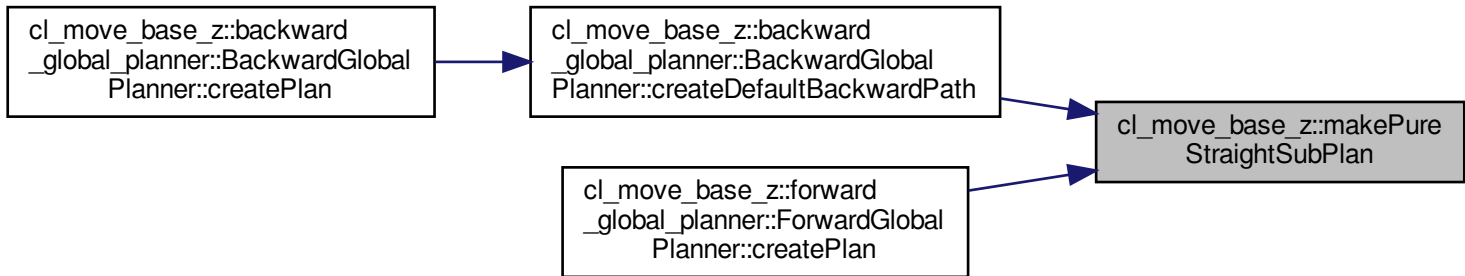 cl_move_base_z::backward
_global_planner::BackwardGlobal
Planner::createPlan
cl_move_base_z::backward
_global_planner::BackwardGlobal
Planner::createDefaultBackwardPath
cl_move_base_z::makePure
StraightSubPlan
cl_move_base_z::forward
_global_planner::ForwardGlobal
Planner::createPlan